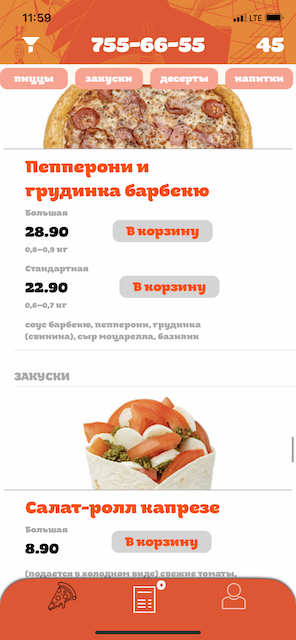 11:59
LTE
755-66-55
45
пиццы закуски десерты напитки
Пепперони и
грудинка барбекю
Большая
28.90
В корзину
0,8–0,9 кг
Стандартная
22.90
В корзину
0,6–0,7 кг
соус барбекю, пепперони, грудинка
(свинина), сыр моцарелла, базилик
ЗАКУСКИ
Салат-ролл капрезе
Большая
8.90
В корзину
(подается в холодном виде) свежие томаты,
0